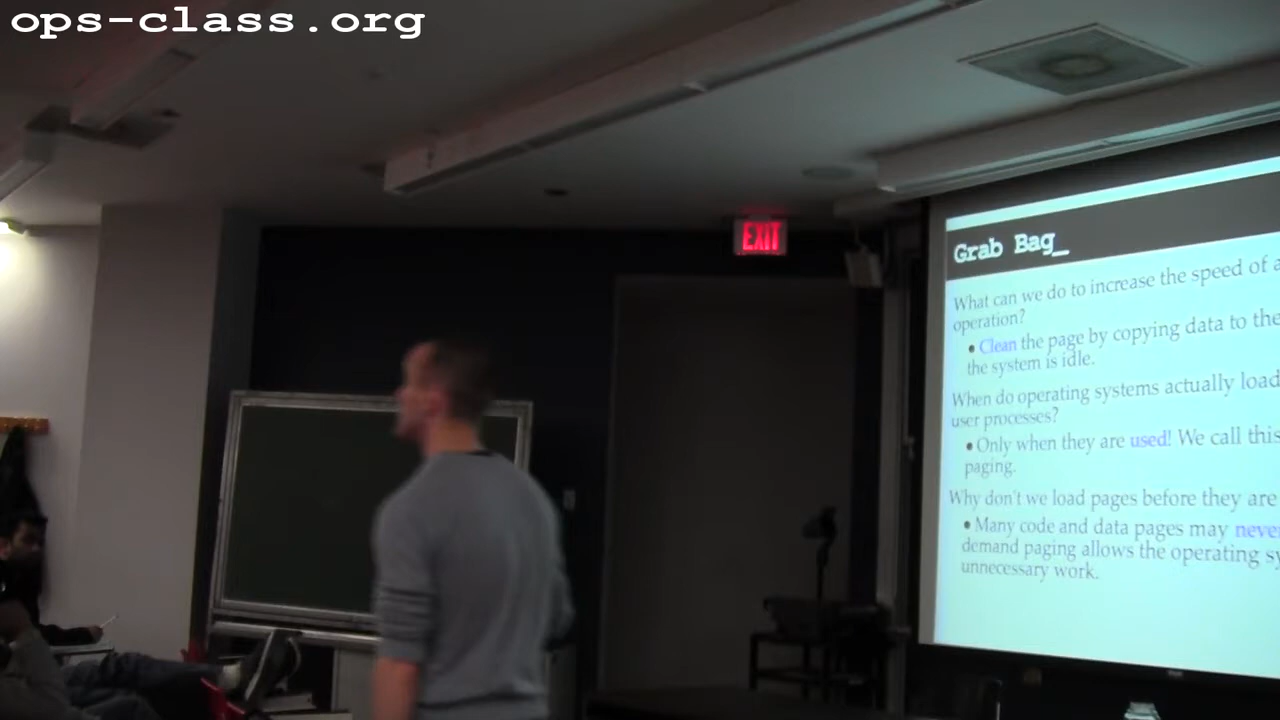 ops-class.org
EXIT
Grab Bag_
What can we do to increase the speed of a
operation?
• Clean the page by copying data to the
the system is idle.
When do operating systems actually load
user processes?
• Only when they are used! We call this
paging.
Why don't we load pages before they are
• Many code and data pages may never
demand paging allows the operating sy
unnecessary work.